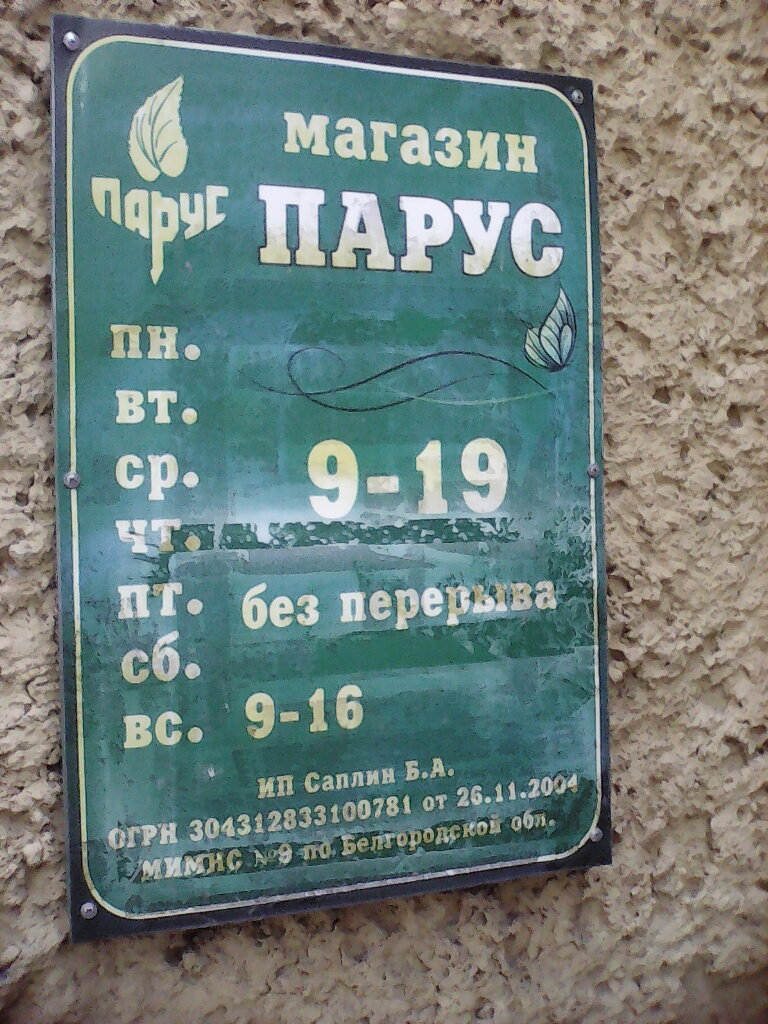 парус
магазин
ПАРУС
пн.
вт.
ср.
9-19
чт.
пт.
без перерыва
сб.
вс.
9-16
ИП Саплин Б.А.
ОГРН 304312833100781 от 26.11.2004
МИМНС №9 по Белгородской обл.